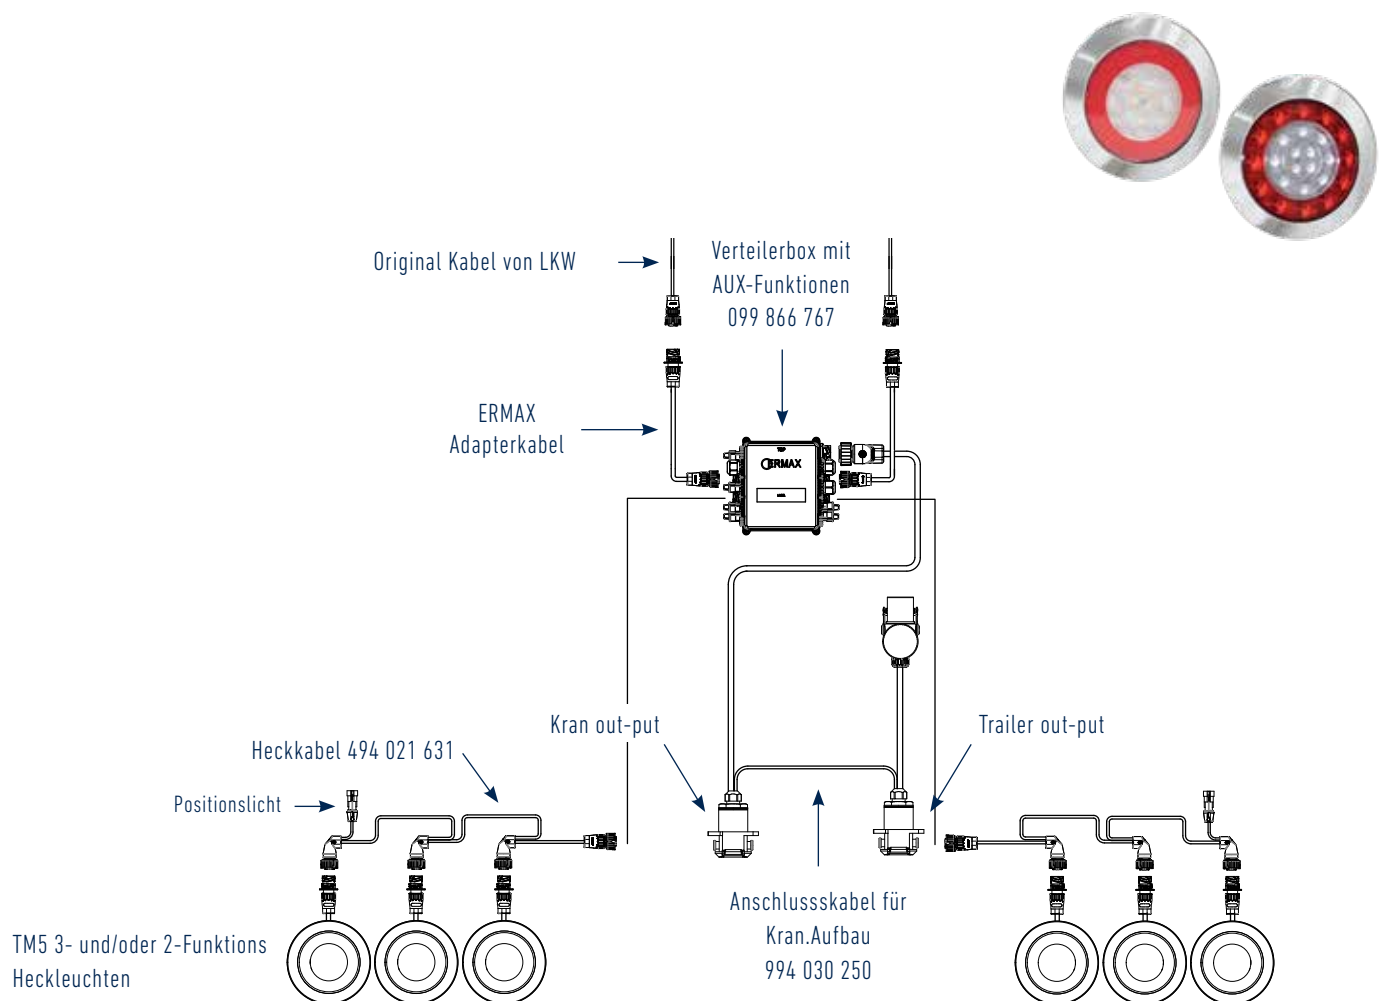 Original Kabel von LKW
Verteilerbox mit
AUX-Funktionen
099 866 767
ERMAX
Adapterkabel
TOP
ERMAX
Kran out-put
Trailer out-put
Heckkabel 494 021 631
Positionslicht
Anschlussskabel für
Kran.Aufbau
994 030 250
TM5 3- und/oder 2-Funktions
Heckleuchten